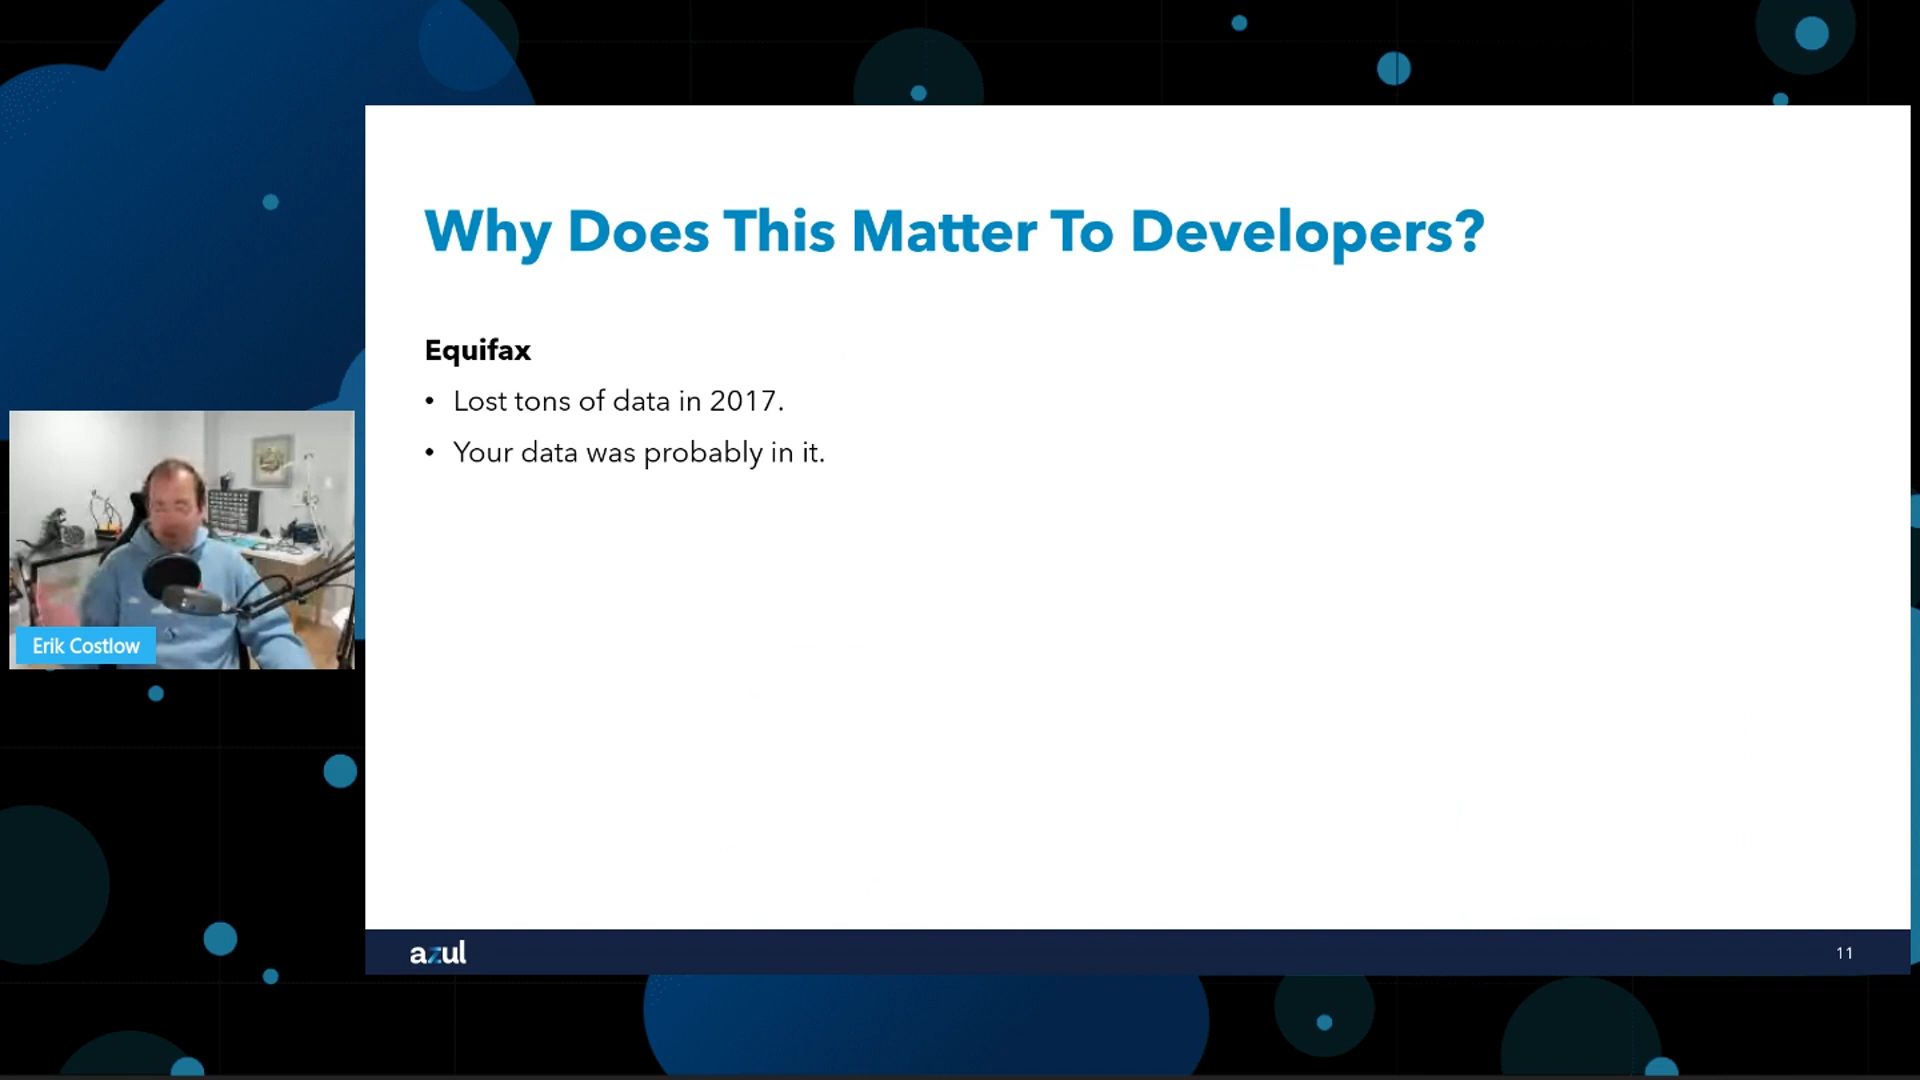 Why Does This Matter To Developers?
Equifax
• Lost tons of data in 2017.
• Your data was probably in it.
Erik Costlow
azul
11